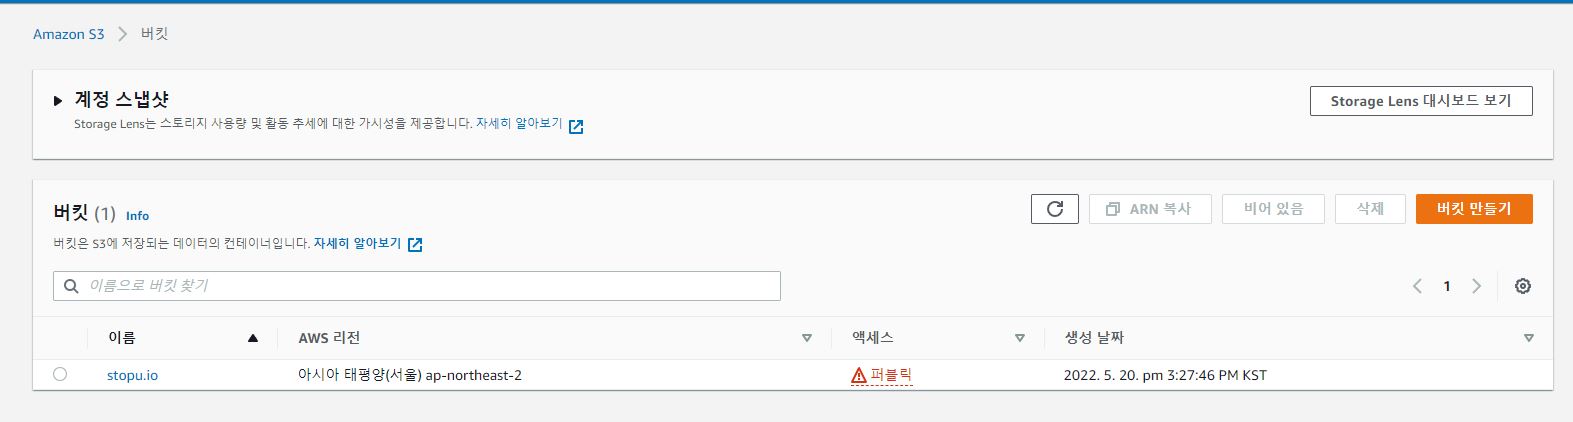 Amazon S3 > 버킷
계정 스냅샷
Storage Lens 대시보드 보기
Storage Lens는 스토리지 사용량 및 활동 추세에 대한 가시성을 제공합니다. 자세히 알아보기
버킷 (1) Info
ARN 복사 비어 있음 삭제 버킷 만들기
버킷은 S3에 저장되는 데이터의 컨테이너입니다. 자세히 알아보기
이름으로 버킷 찾기
1
이름 AWS 리전 액세스 생성 날짜
stopu.io 아시아 태평양(서울) ap-northeast-2 퍼블릭 2022. 5. 20. pm 3:27:46 PM KST